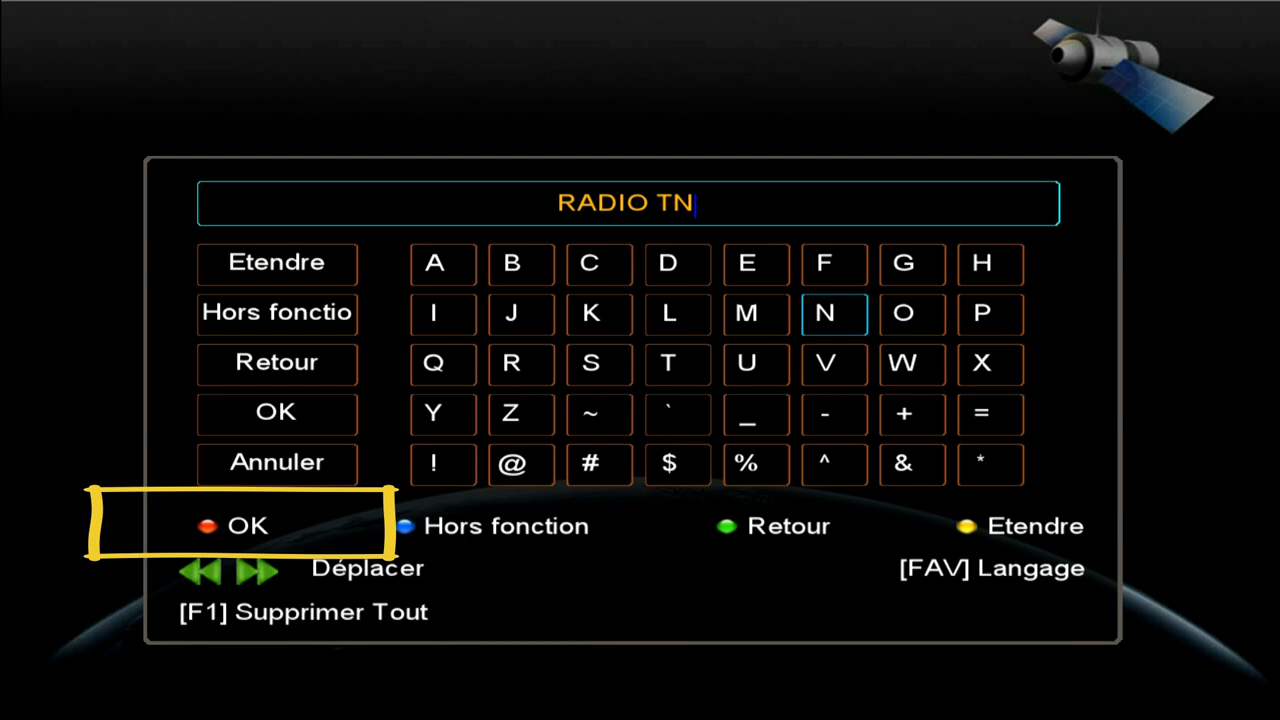 RADIO TN
Etendre A B C D E F G H
Hors fonctio I J K L M N O P
Retour Q R S T U V W X
OK Y Z ~ ` _ - + =
Annuler ! @ # $ % ^ & *
OK Hors fonction Retour Etendre
Déplacer [FAV] Langage
[F1] Supprimer Tout